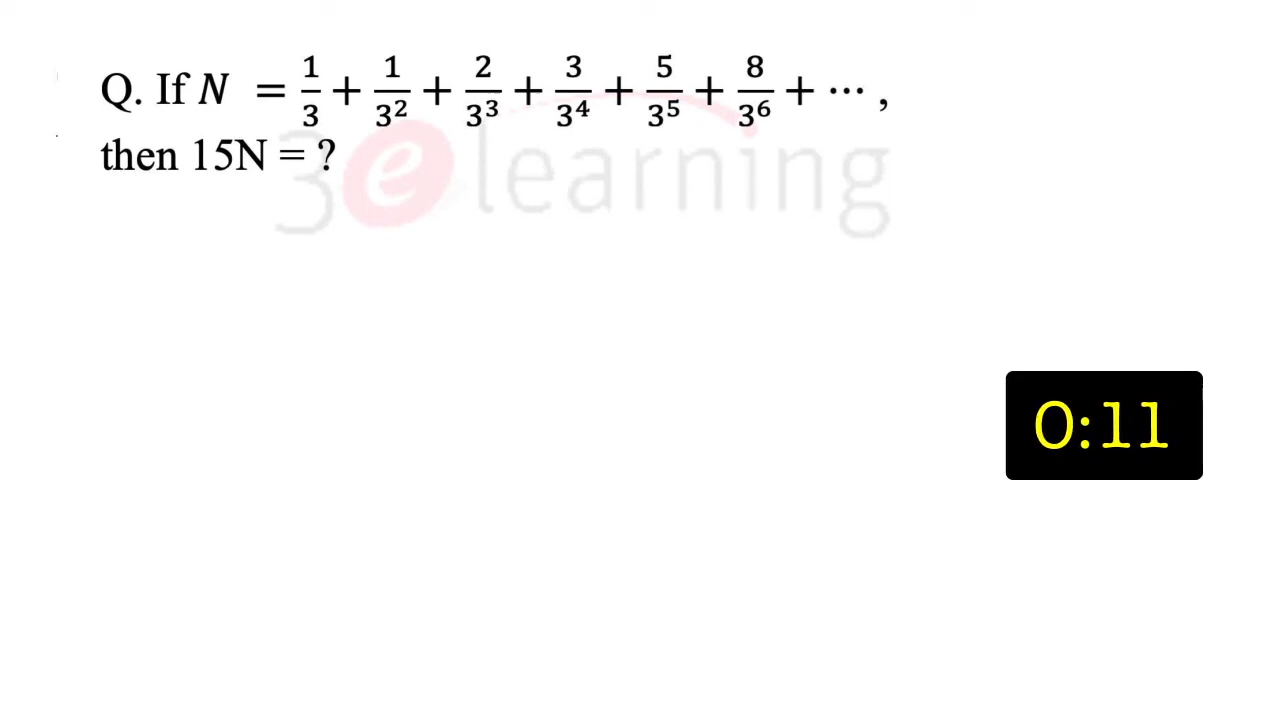 Q. If N = 1/3 + 1/3² + 2/3³ + 3/3⁴ + 5/3⁵ + 8/3⁶ + ⋯ ,
then 15N = ?
3elearning
0:11